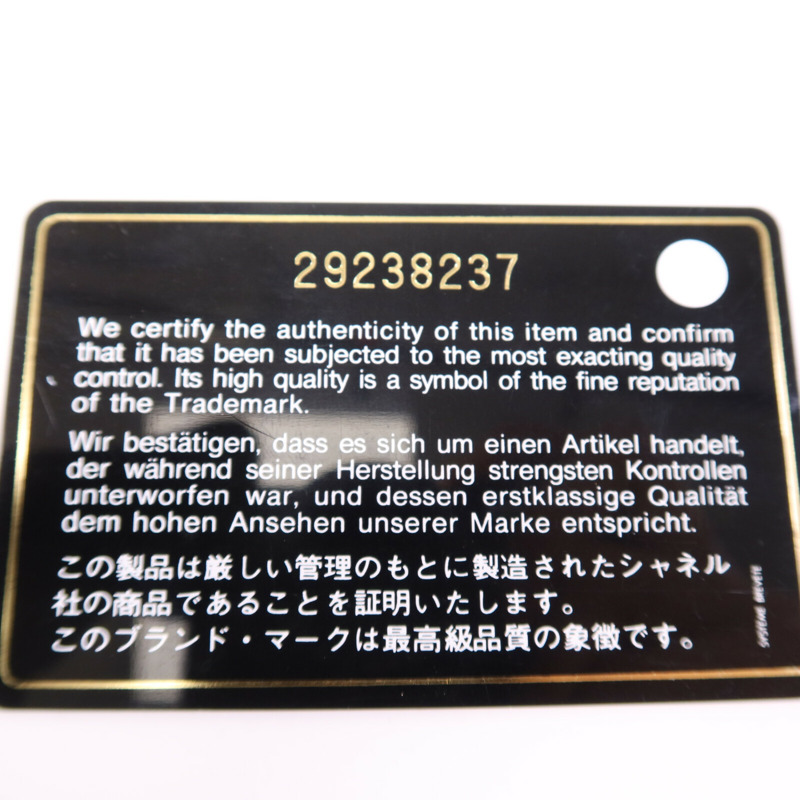 29238237
We certify the authenticity of this item and confirm
that it has been subjected to the most exacting quality
control. Its high quality is a symbol of the fine reputation
of the Trademark.
Wir bestätigen, dass es sich um einen Artikel handelt,
der während seiner Herstellung strengsten Kontrollen
unterworfen war, und dessen erstklassige Qualität
dem hohen Ansehen unserer Marke entspricht.
この製品は厳しい管理のもとに製造されたシャネル
社の商品であることを証明いたします。
このブランド・マークは最高級品質の象徴です。
SYSTEME BREVETE